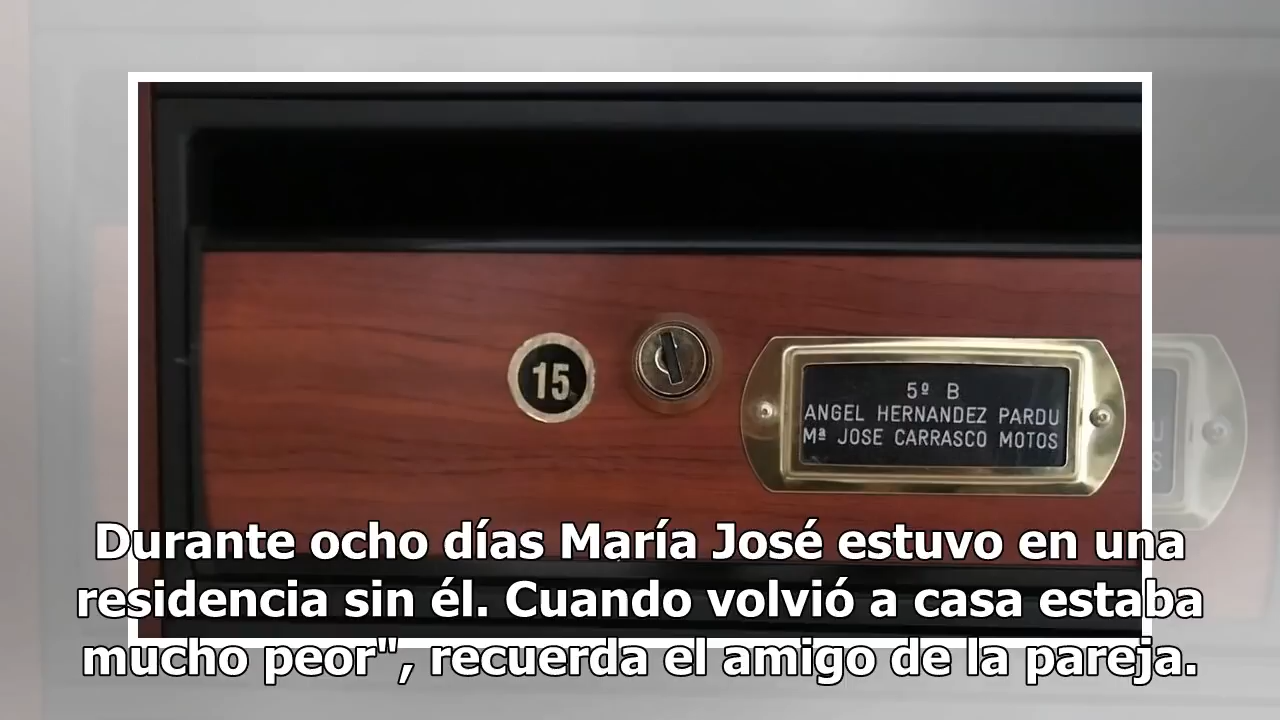 15
5º B
ANGEL HERNANDEZ PARDU
Mª JOSE CARRASCO MOTOS
U
S
Durante ocho días María José estuvo en una
residencia sin él. Cuando volvió a casa estaba
mucho peor", recuerda el amigo de la pareja.